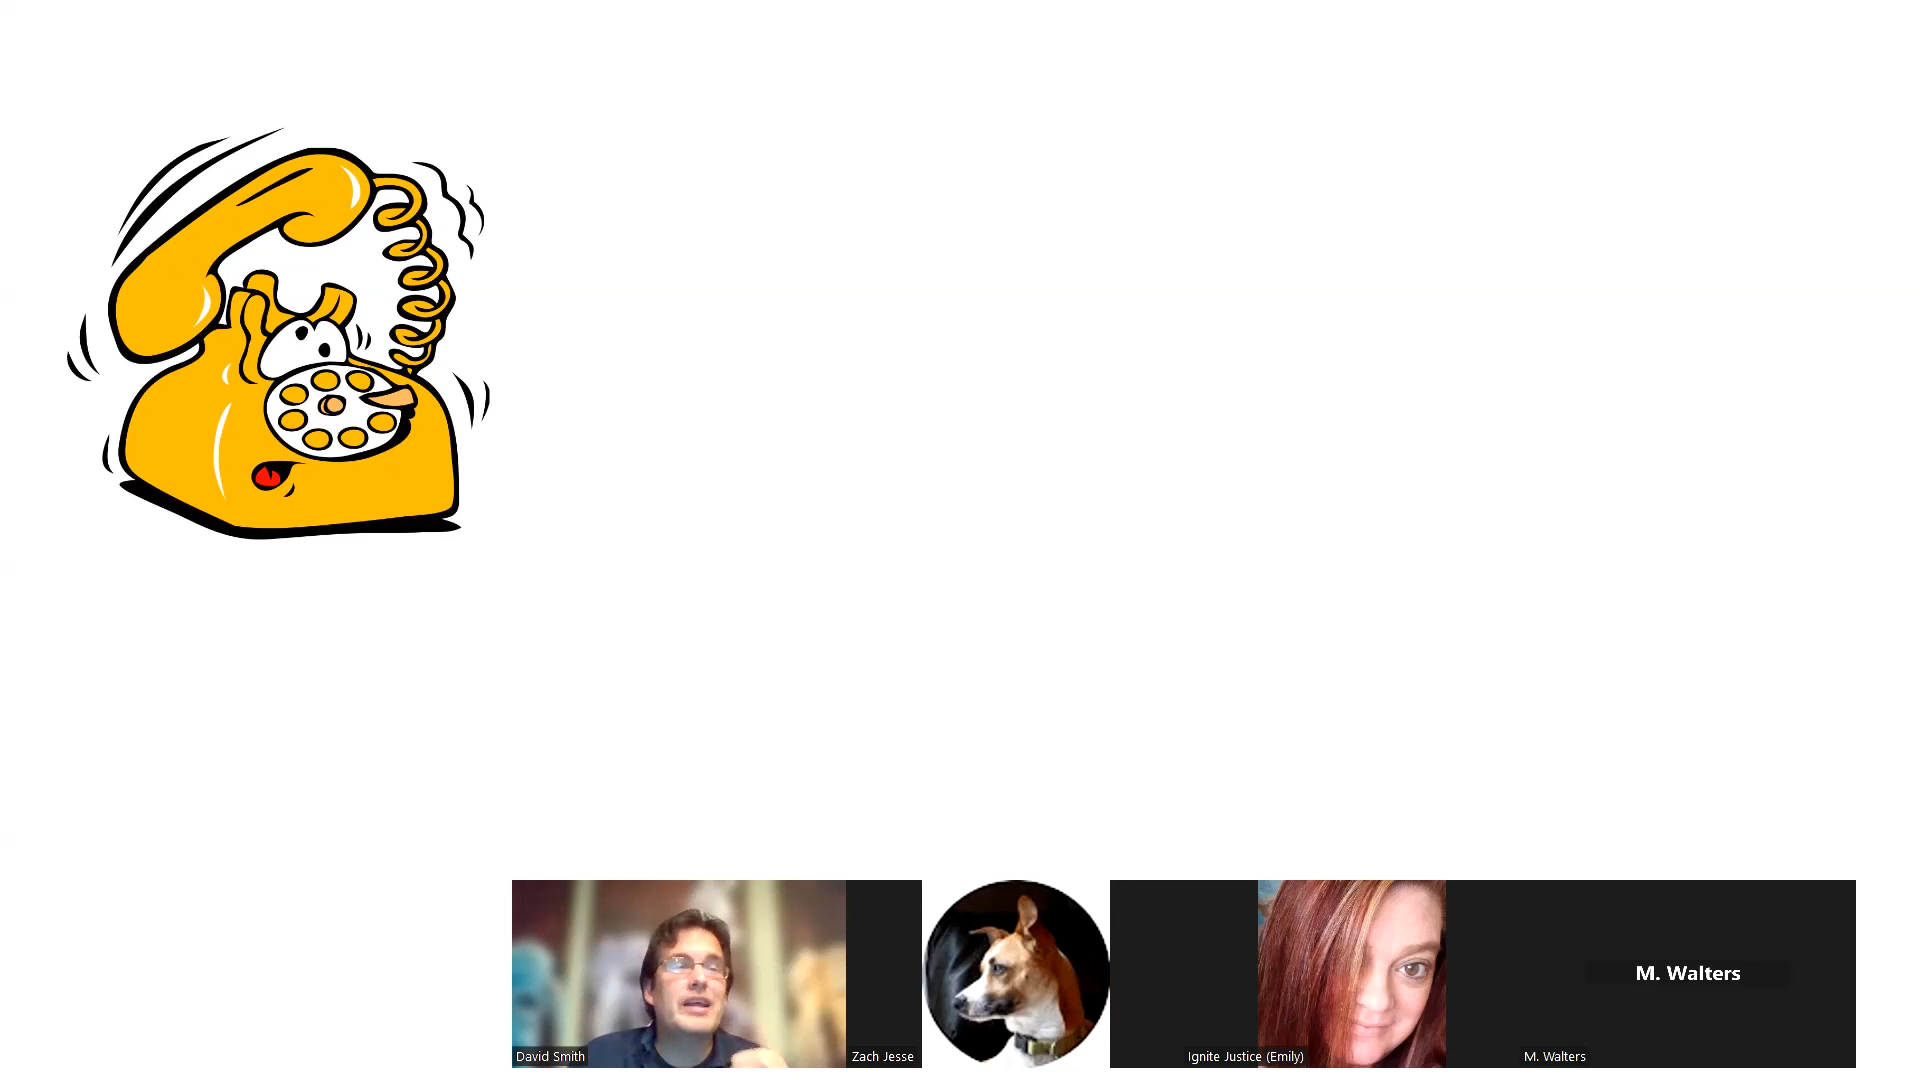 M. Walters
David Smith
Zach Jesse
Ignite Justice (Emily)
M. Walters